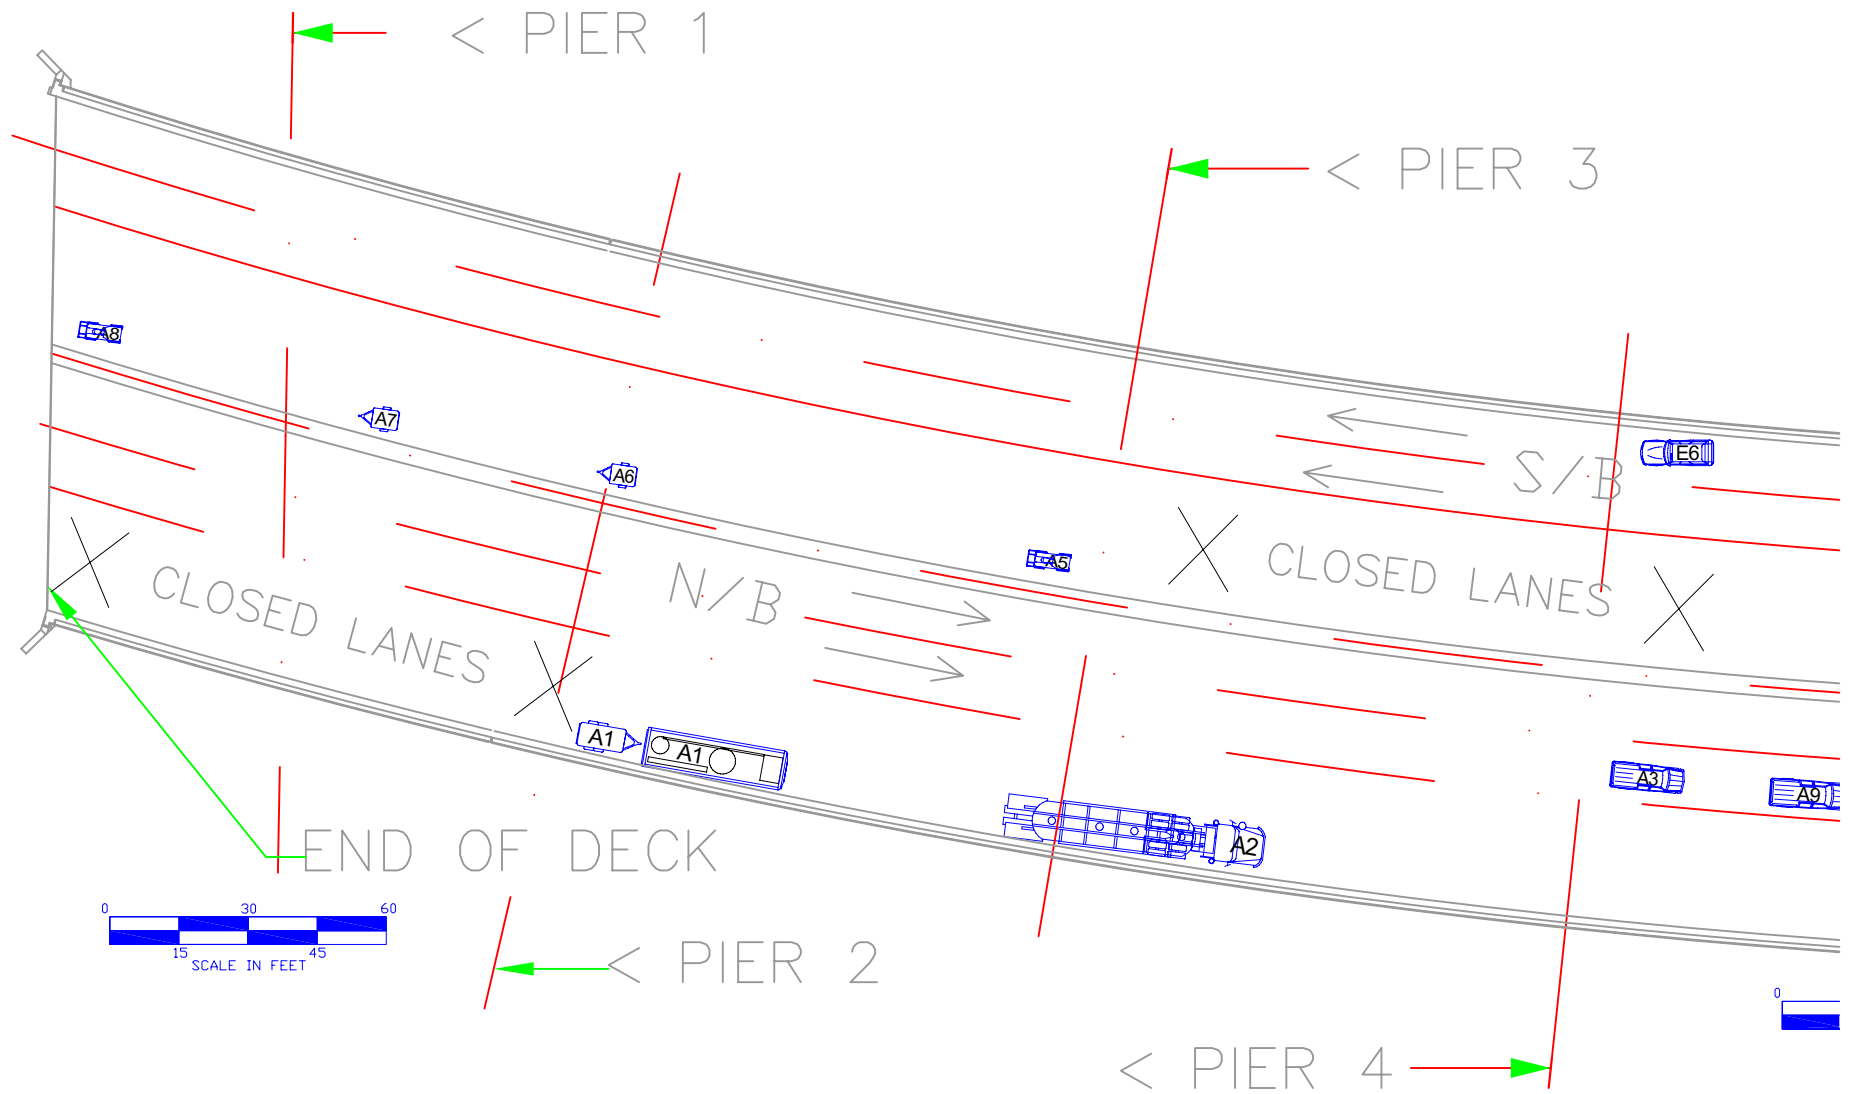 < PIER 1
< PIER 3
A8
A7
A6
S/B
E6
A5
CLOSED LANES
N/B
CLOSED LANES
A1
A1
A3
A9
A2
END OF DECK
0 30 60
15 45
SCALE IN FEET
< PIER 2
0
< PIER 4